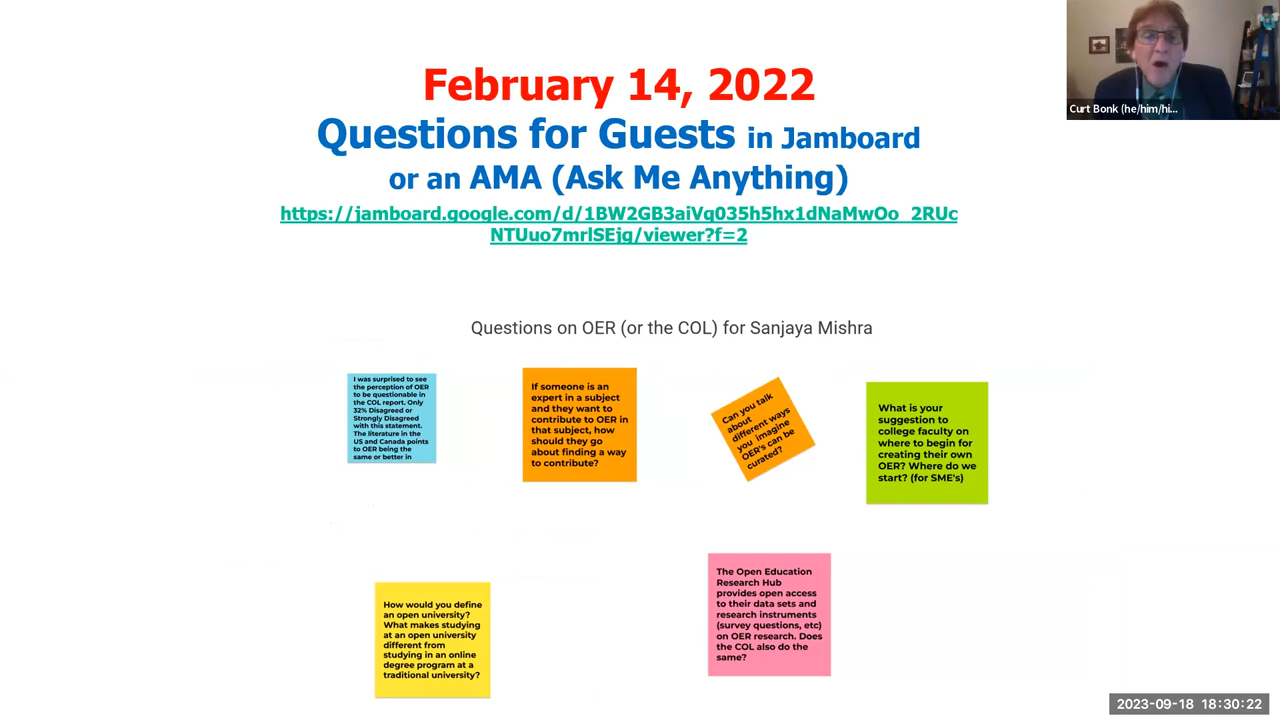 February 14, 2022
Questions for Guests in Jamboard
or an AMA (Ask Me Anything)
https://jamboard.google.com/d/1BW2GB3aiVg035h5hx1dNaMwOo_2RUc
NTUuo7mrlSEjg/viewer?f=2
Curt Bonk (he/him/hi...
Questions on OER (or the COL) for Sanjaya Mishra
I was surprised to see
the perception of OER
to be questionable in
the COL report. Only
32% Disagreed or
Strongly Disagreed
with this statement.
The literature in the
US and Canada points
to OER being the
same or better in
If someone is an
expert in a subject
and they want to
contribute to OER in
that subject, how
should they go
about finding a way
to contribute?
Can you talk
about
different ways
you imagine
OER's can be
curated?
What is your
suggestion to
college faculty on
where to begin for
creating their own
OER? Where do we
start? (for SME's)
How would you define
an open university?
What makes studying
at an open university
different from
studying in an online
degree program at a
traditional university?
The Open Education
Research Hub
provides open access
to their data sets and
research instruments
(survey questions, etc)
on OER research. Does
the COL also do the
same?
2023-09-18 18:30:22